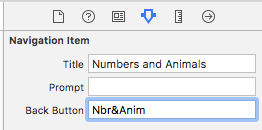 Navigation Item
Title Numbers and Animals
Prompt
Back Button Nbr&Anim